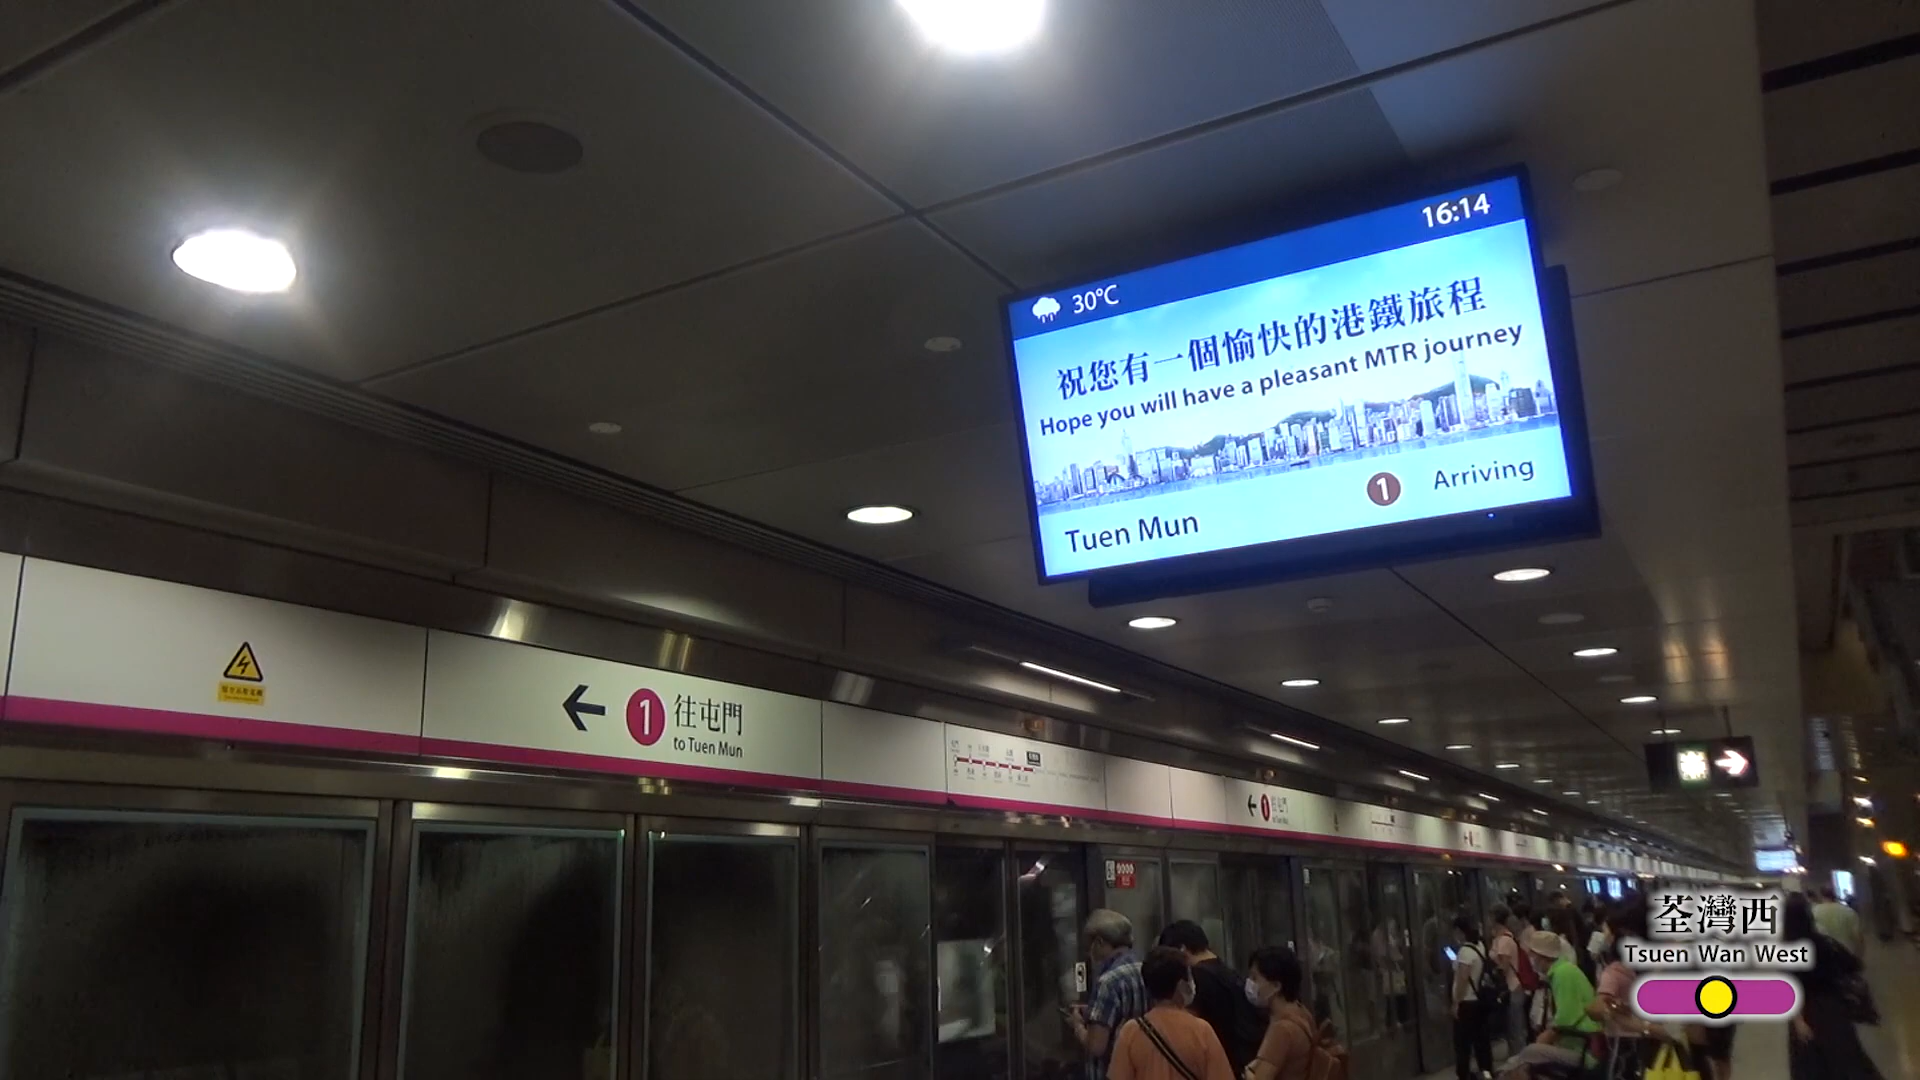 16:14
30°C
祝您有一個愉快的港鐵旅程
Hope you will have a pleasant MTR journey
1 Arriving
Tuen Mun
1 往屯門
to Tuen Mun
荃灣西
Tsuen Wan West